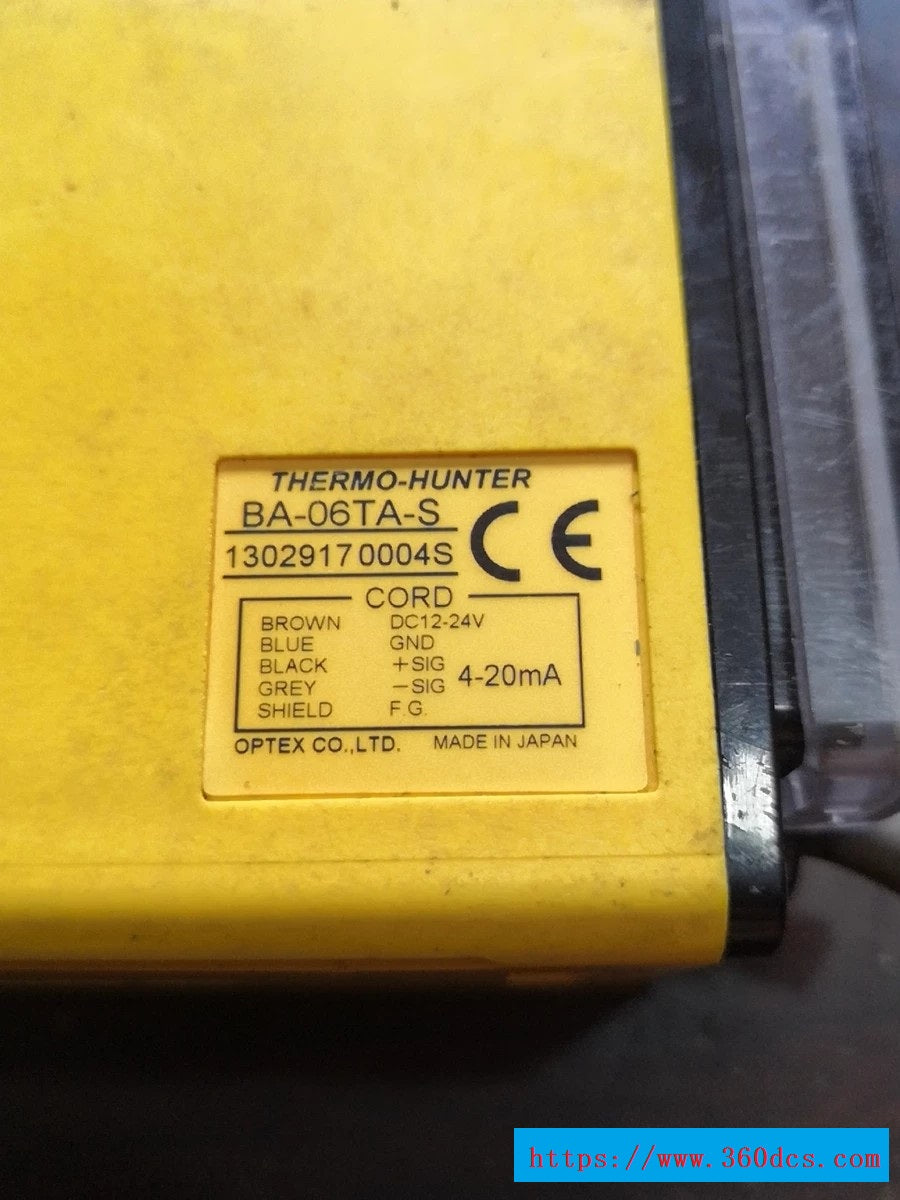 THERMO-HUNTER
BA-06TA-S
13029170004S
CE
CORD
BROWN DC12-24V
BLUE GND
BLACK +SIG
GREY -SIG
4-20mA
SHIELD F.G.
OPTEX CO.,LTD. MADE IN JAPAN
https://www.360dcs.com